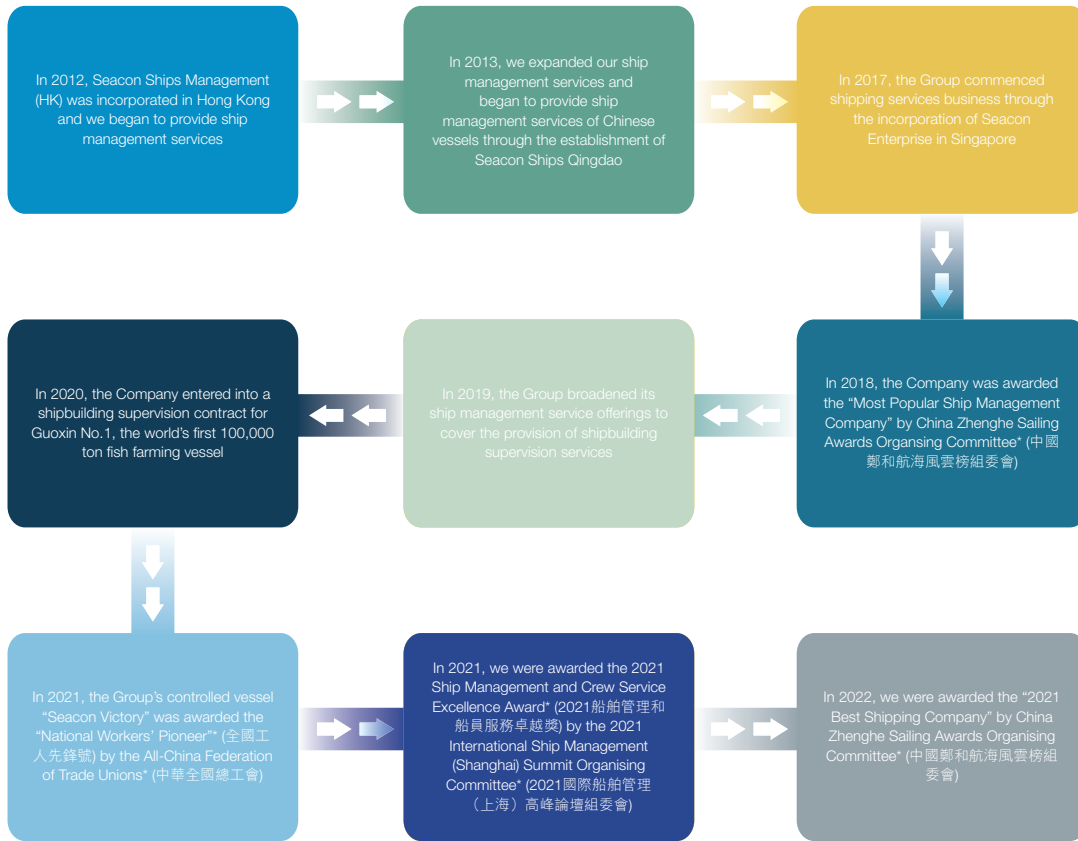 In 2012, Seacon Ships Management
(HK) was incorporated in Hong Kong
and we began to provide ship
management services
In 2013, we expanded our ship
management services and
began to provide ship
management services of Chinese
vessels through the establishment of
Seacon Ships Qingdao
In 2017, the Group commenced
shipping services business through
the incorporation of Seacon
Enterprise in Singapore
In 2018, the Company was awarded
the “Most Popular Ship Management
Company” by China Zhenghe Sailing
Awards Organsing Committee* (中國
鄭和航海風雲榜組委會)
In 2019, the Group broadened its
ship management service offerings to
cover the provision of shipbuilding
supervision services
In 2020, the Company entered into a
shipbuilding supervision contract for
Guoxin No.1, the world’s first 100,000
ton fish farming vessel
In 2021, the Group’s controlled vessel
“Seacon Victory” was awarded the
“National Workers’ Pioneer”* (全國工
人先鋒號) by the All-China Federation
of Trade Unions* (中華全國總工會)
In 2021, we were awarded the 2021
Ship Management and Crew Service
Excellence Award* (2021船舶管理和
船員服務卓越獎) by the 2021
International Ship Management
(Shanghai) Summit Organising
Committee* (2021國際船舶管理
（上海）高峰論壇組委會)
In 2022, we were awarded the “2021
Best Shipping Company” by China
Zhenghe Sailing Awards Organising
Committee* (中國鄭和航海風雲榜組
委會)